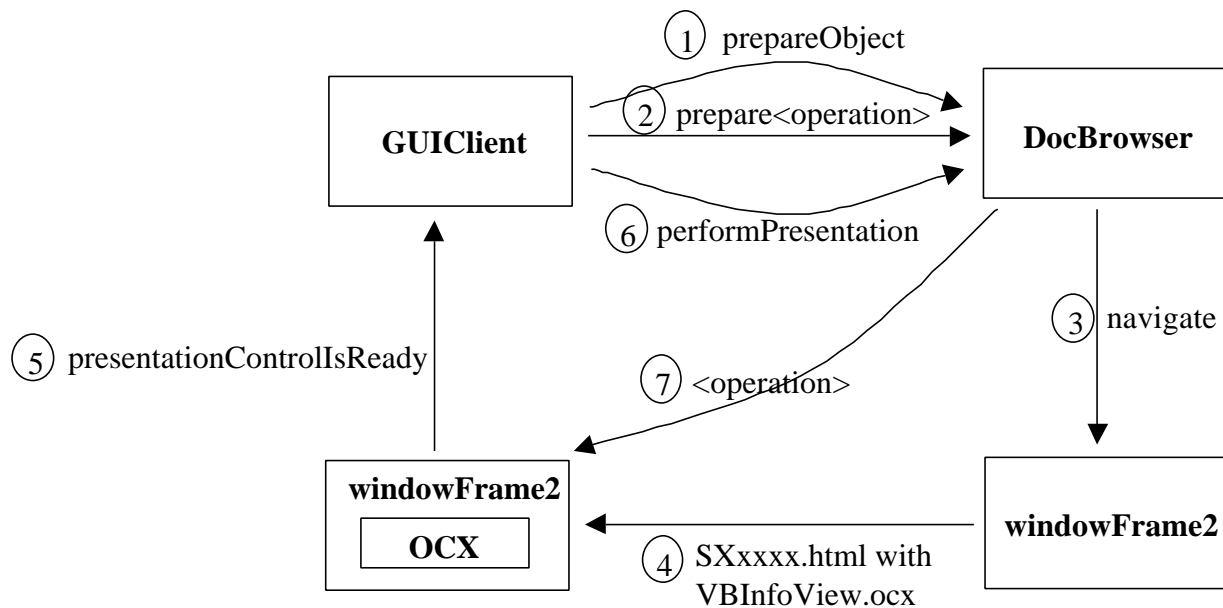 1 prepareObject
2 prepare<operation>
GUIClient
DocBrowser
6 performPresentation
3 navigate
5 presentationControlIsReady
7 <operation>
windowFrame2
OCX
windowFrame2
4 SXxxxx.html with
VBInfoView.ocx